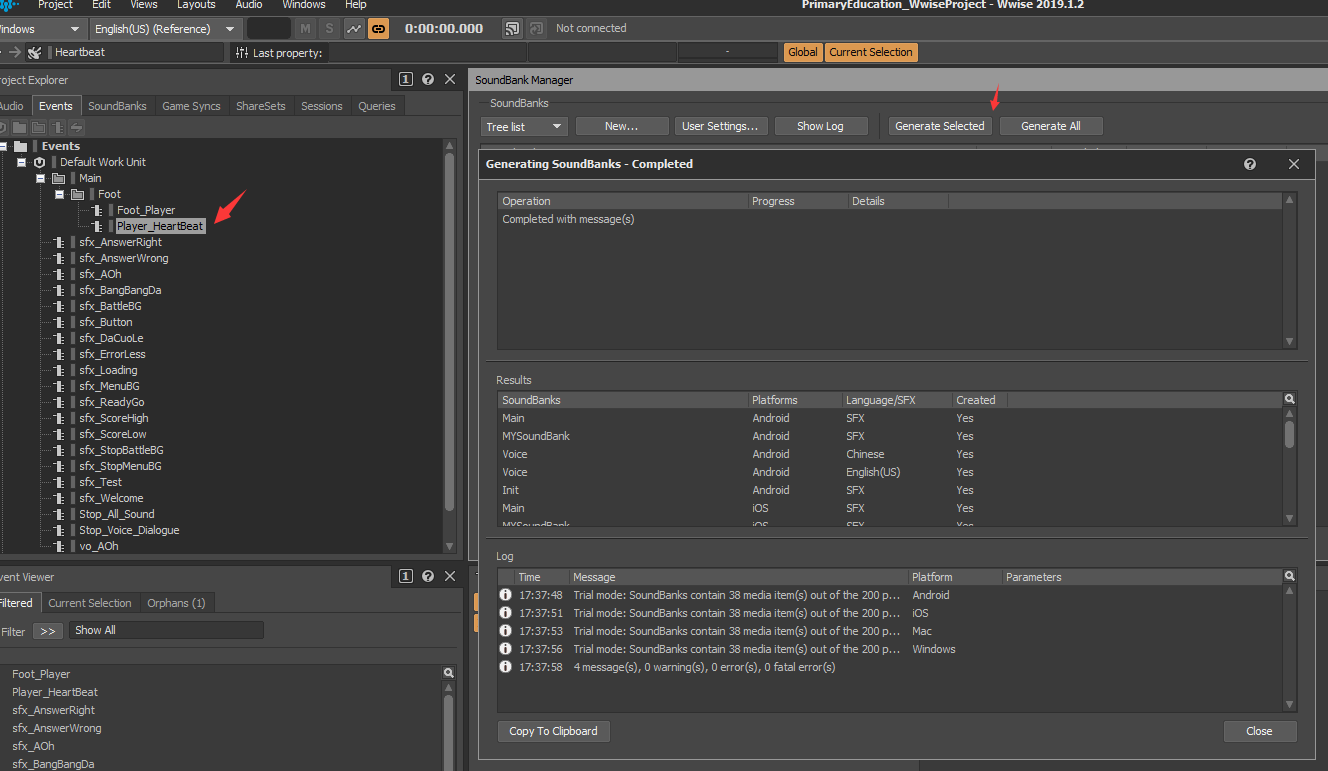 Project Edit Views Layouts Audio Windows Help
PrimaryEducation_WwiseProject - Wwise 2019.1.2
indows English(US) (Reference) M S 0:00:00.000 Not connected
Heartbeat Last property: - Global Current Selection
roject Explorer 1
Audio Events SoundBanks Game Syncs ShareSets Sessions Queries
Events
Default Work Unit
Main
Foot
Foot_Player
Player_HeartBeat
sfx_AnswerRight
sfx_AnswerWrong
sfx_AOh
sfx_BangBangDa
sfx_BattleBG
sfx_Button
sfx_DaCuoLe
sfx_ErrorLess
sfx_Loading
sfx_MenuBG
sfx_ReadyGo
sfx_ScoreHigh
sfx_ScoreLow
sfx_StopBattleBG
sfx_StopMenuBG
sfx_Test
sfx_Welcome
Stop_All_Sound
Stop_Voice_Dialogue
vo_AOh
vent Viewer 1
Filtered Current Selection Orphans (1)
Filter >> Show All
Foot_Player
Player_HeartBeat
sfx_AnswerRight
sfx_AnswerWrong
sfx_AOh
sfx_BangBangDa
SoundBank Manager
SoundBanks
Tree list New... User Settings... Show Log Generate Selected Generate All
Generating SoundBanks - Completed
Operation Progress Details
Completed with message(s)
Results
SoundBanks Platforms Language/SFX Created
Main Android SFX Yes
MYSoundBank Android SFX Yes
Voice Android Chinese Yes
Voice Android English(US) Yes
Init Android SFX Yes
Main iOS SFX Yes
MYSoundBank iOS SFX Yes
Log
Time Message Platform Parameters
17:37:48 Trial mode: SoundBanks contain 38 media item(s) out of the 200 p... Android
17:37:51 Trial mode: SoundBanks contain 38 media item(s) out of the 200 p... iOS
17:37:53 Trial mode: SoundBanks contain 38 media item(s) out of the 200 p... Mac
17:37:56 Trial mode: SoundBanks contain 38 media item(s) out of the 200 p... Windows
17:37:58 4 message(s), 0 warning(s), 0 error(s), 0 fatal error(s)
Copy To Clipboard Close